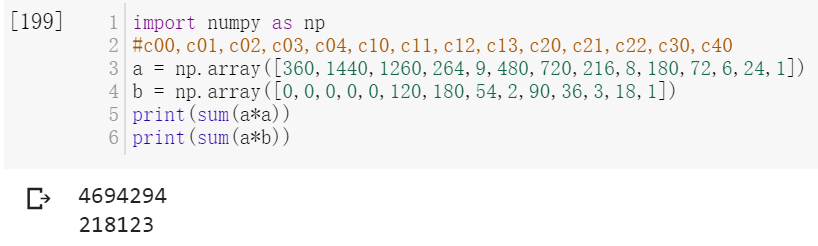 [199]
1 import numpy as np
2 #c00,c01,c02,c03,c04,c10,c11,c12,c13,c20,c21,c22,c30,c40
3 a = np.array([360,1440,1260,264,9,480,720,216,8,180,72,6,24,1])
4 b = np.array([0,0,0,0,0,120,180,54,2,90,36,3,18,1])
5 print(sum(a*a))
6 print(sum(a*b))
4694294
218123